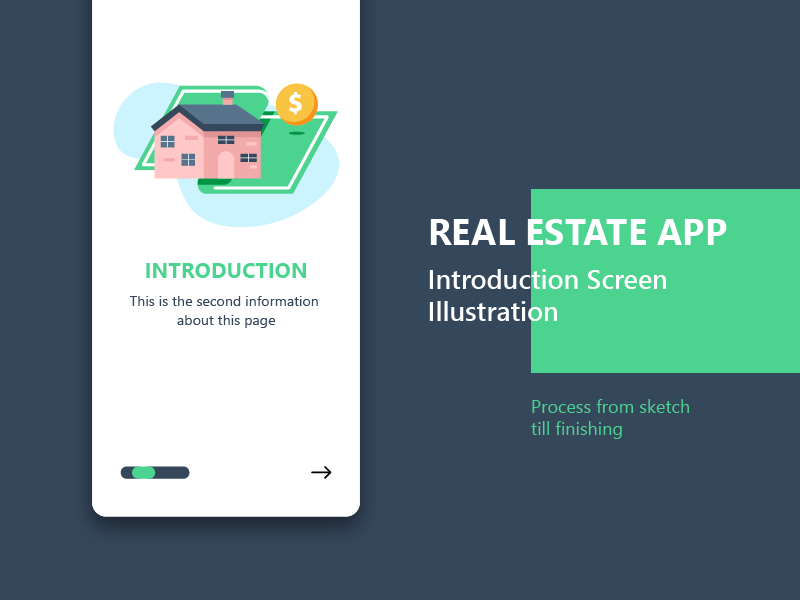 $
INTRODUCTION
This is the second information
about this page
REAL ESTATE APP
Introduction Screen
Illustration
Process from sketch
till finishing